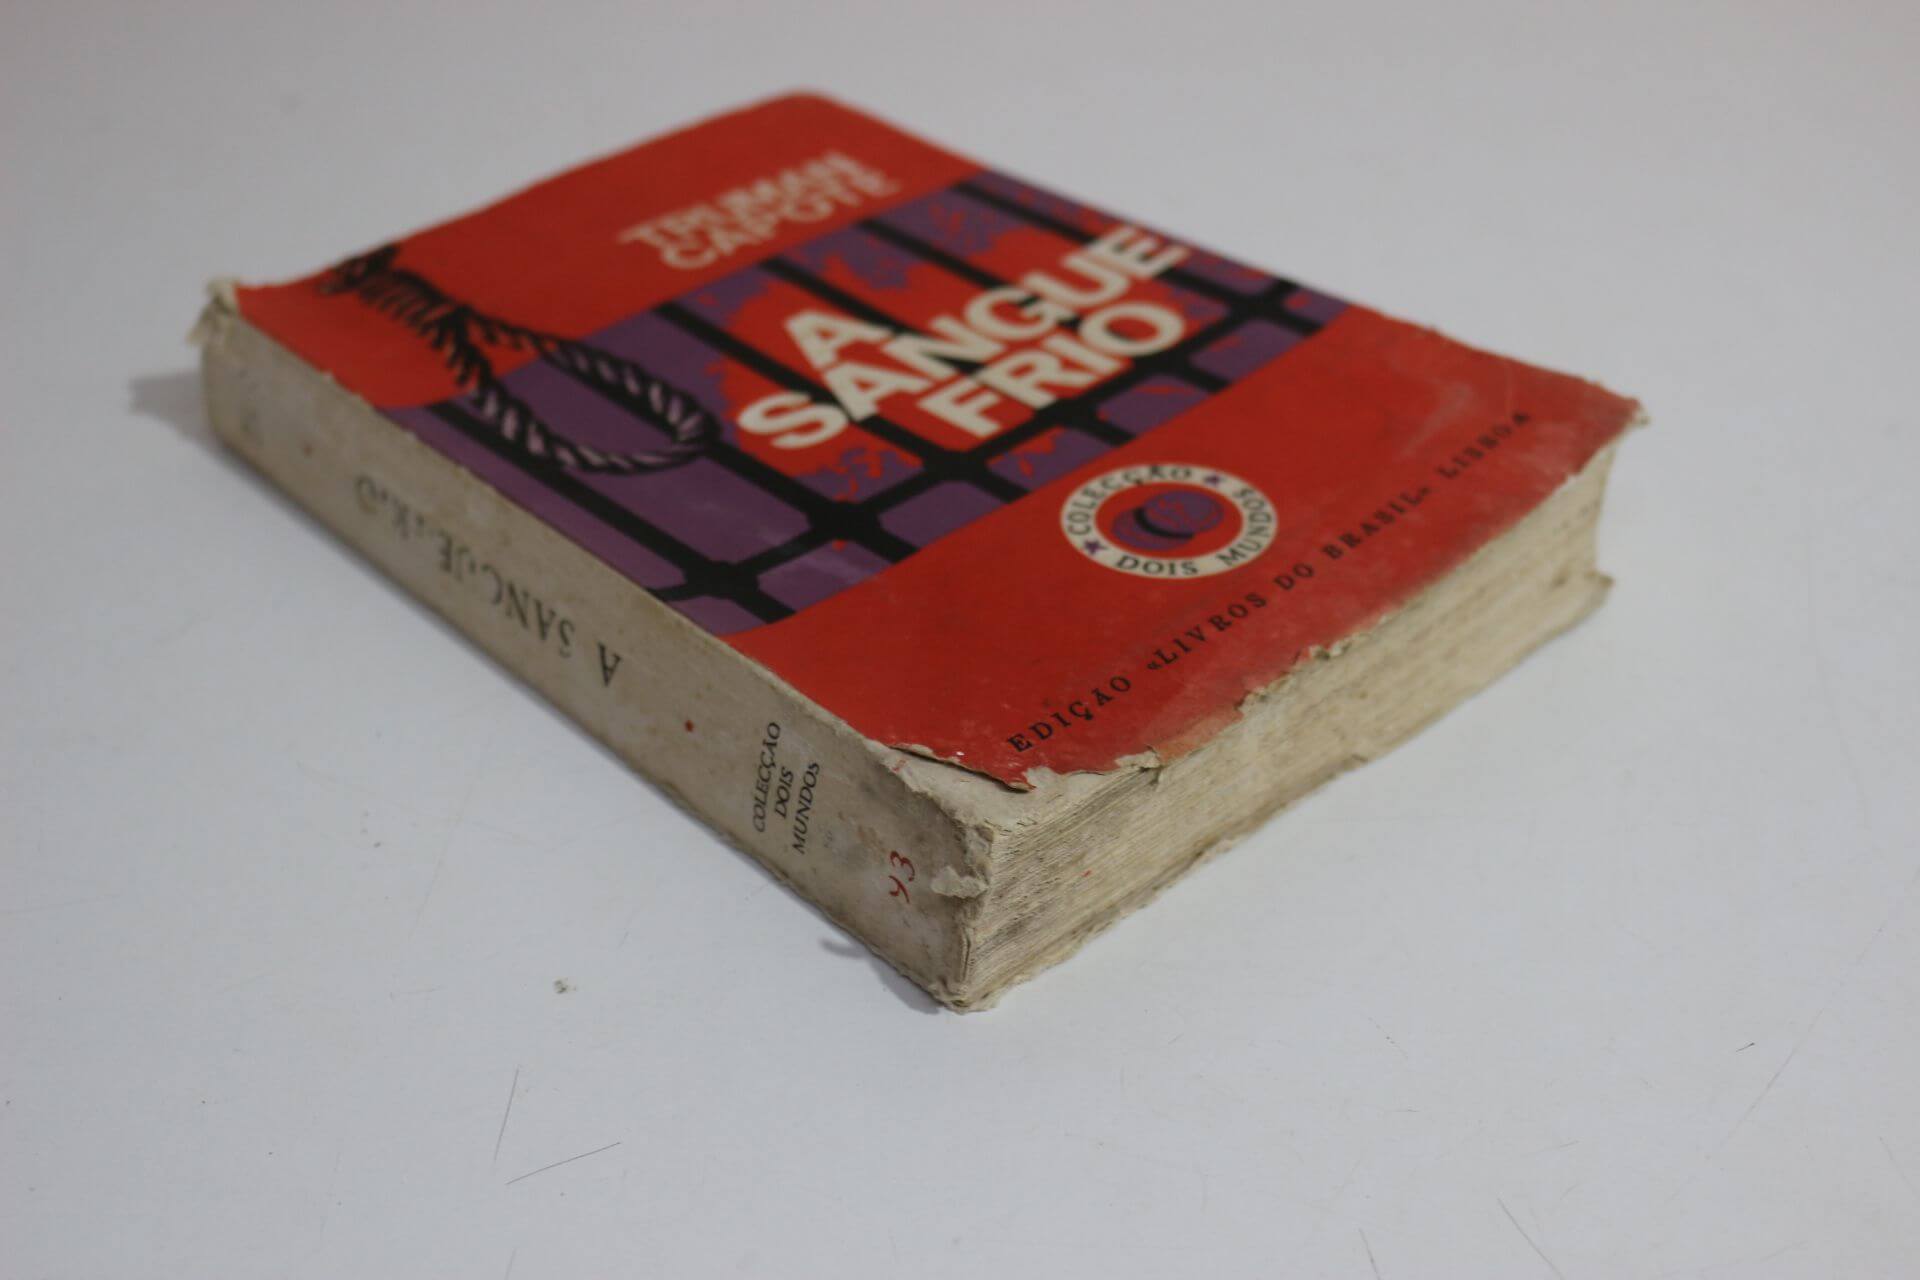 TRUMAN
CAPOTE
A
SANGUE-
FRIO
COLECÇÃO
DOIS MUNDOS
EDIÇÃO «LIVROS DO BRASIL» LISBOA
A SANGUE-FRIO
COLECÇÃO
DOIS
MUNDOS
93